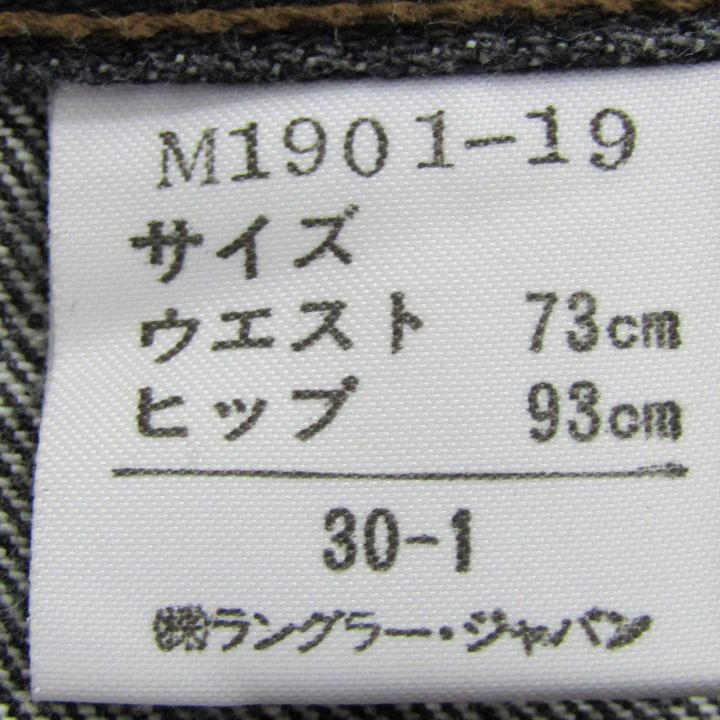 M1901-19
サイズ
ウエスト 73cm
ヒップ 93cm
30-1
㈱ラングラー・ジャパン